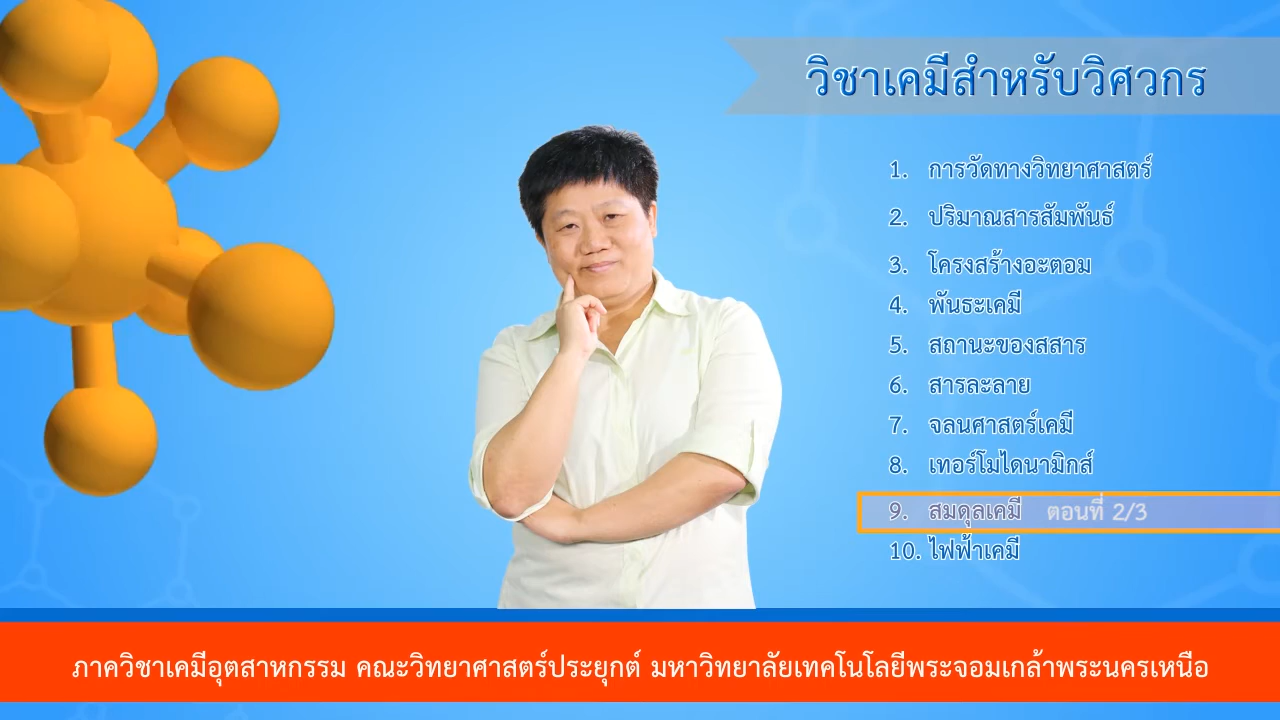 วิชาเคมีสำหรับวิศวกร
1. การวัดทางวิทยาศาสตร์
2. ปริมาณสารสัมพันธ์
3. โครงสร้างอะตอม
4. พันธะเคมี
5. สถานะของสสาร
6. สารละลาย
7. จลนศาสตร์เคมี
8. เทอร์โมไดนามิกส์
9. สมดุลเคมี ตอนที่ 2/3
10. ไฟฟ้าเคมี
ภาควิชาเคมีอุตสาหกรรม คณะวิทยาศาสตร์ประยุกต์ มหาวิทยาลัยเทคโนโลยีพระจอมเกล้าพระนครเหนือ